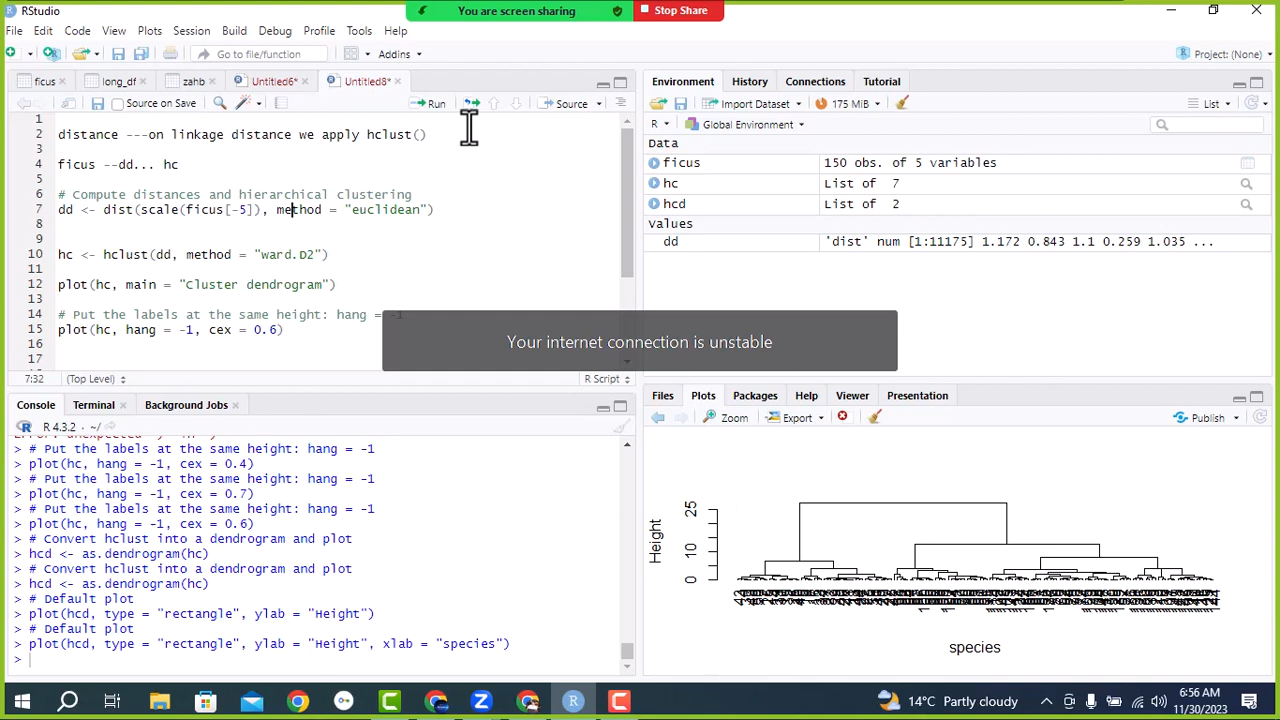 RStudio
You are screen sharing
Stop Share
File Edit Code View Plots Session Build Debug Profile Tools Help
Go to file/function
Addins
Project: (None)
ficus
long_df
zahb
Untitled6*
Untitled8*
Source on Save
Run
Source
1
2 distance ---on linkage distance we apply hclust()
3
4 ficus --dd... hc
5
6 # Compute distances and hierarchical clustering
7 dd <- dist(scale(ficus[-5]), method = "euclidean")
8
9
10 hc <- hclust(dd, method = "ward.D2")
11
12 plot(hc, main = "Cluster dendrogram")
13
14 # Put the labels at the same height: hang = -1
15 plot(hc, hang = -1, cex = 0.6)
16
17
7:32 (Top Level) R Script
Your internet connection is unstable
Console Terminal Background Jobs
R 4.3.2 · ~/
> # Put the labels at the same height: hang = -1
> plot(hc, hang = -1, cex = 0.4)
> # Put the labels at the same height: hang = -1
> plot(hc, hang = -1, cex = 0.7)
> # Put the labels at the same height: hang = -1
> plot(hc, hang = -1, cex = 0.6)
> # Convert hclust into a dendrogram and plot
> hcd <- as.dendrogram(hc)
> # Convert hclust into a dendrogram and plot
> hcd <- as.dendrogram(hc)
> # Default plot
> plot(hcd, type = "rectangle", ylab = "Height")
> # Default plot
> plot(hcd, type = "rectangle", ylab = "Height", xlab = "species")
>
Environment History Connections Tutorial
Import Dataset 175 MiB List
R Global Environment
Data
ficus 150 obs. of 5 variables
hc List of 7
hcd List of 2
Values
dd 'dist' num [1:11175] 1.172 0.843 1.1 0.259 1.035 ...
Files Plots Packages Help Viewer Presentation
Zoom Export Publish
Height
25
10
0
species
14°C Partly cloudy
6:56 AM
11/30/2023